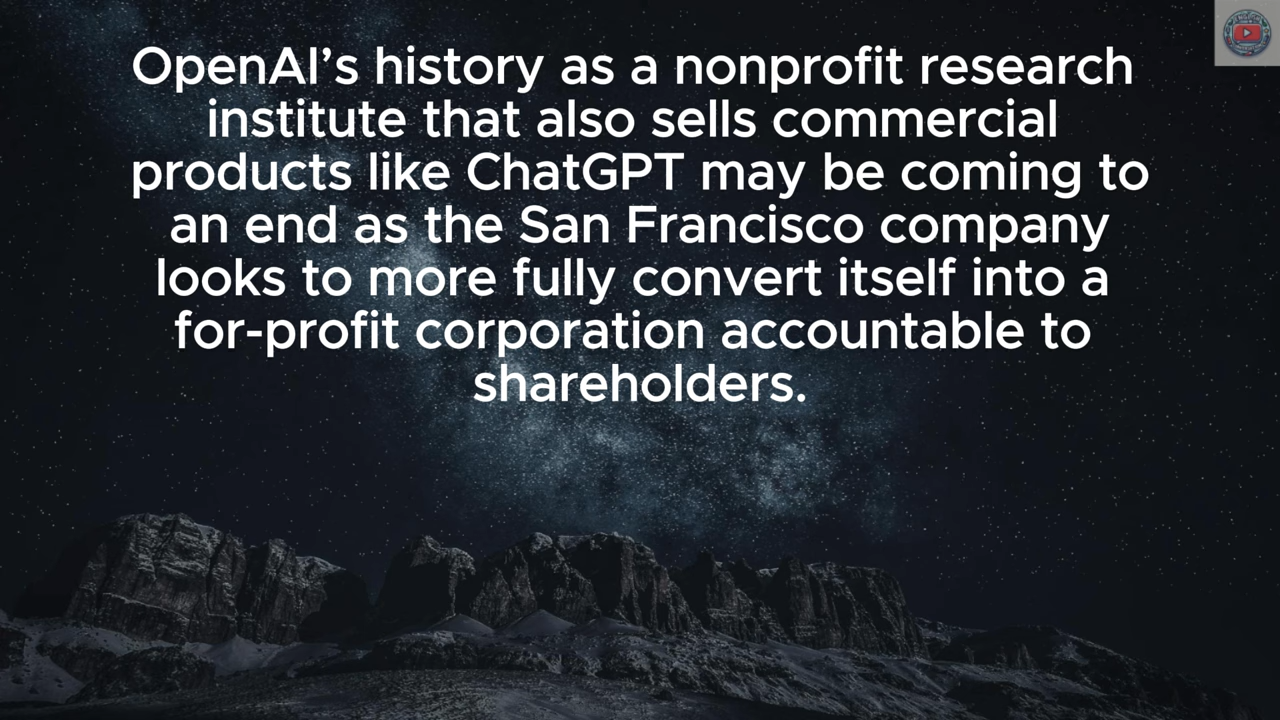 OpenAI’s history as a nonprofit research
institute that also sells commercial
products like ChatGPT may be coming to
an end as the San Francisco company
looks to more fully convert itself into a
for-profit corporation accountable to
shareholders.